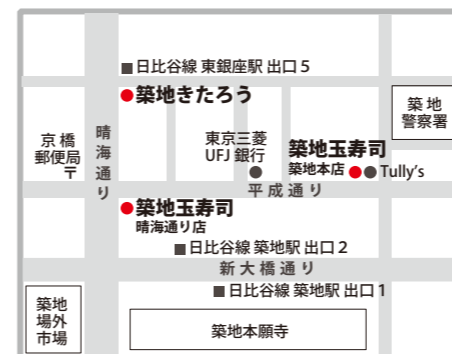 ■日比谷線 東銀座駅 出口5
●築地きたろう
築地
警察署
京橋
郵便局
〒
晴海通り
東京三菱
UFJ 銀行
●
築地玉寿司
築地本店 ●● Tully's
平成通り
●築地玉寿司
晴海通り店
■日比谷線 築地駅 出口2
新大橋通り
■日比谷線 築地駅 出口1
築地
場外
市場
築地本願寺